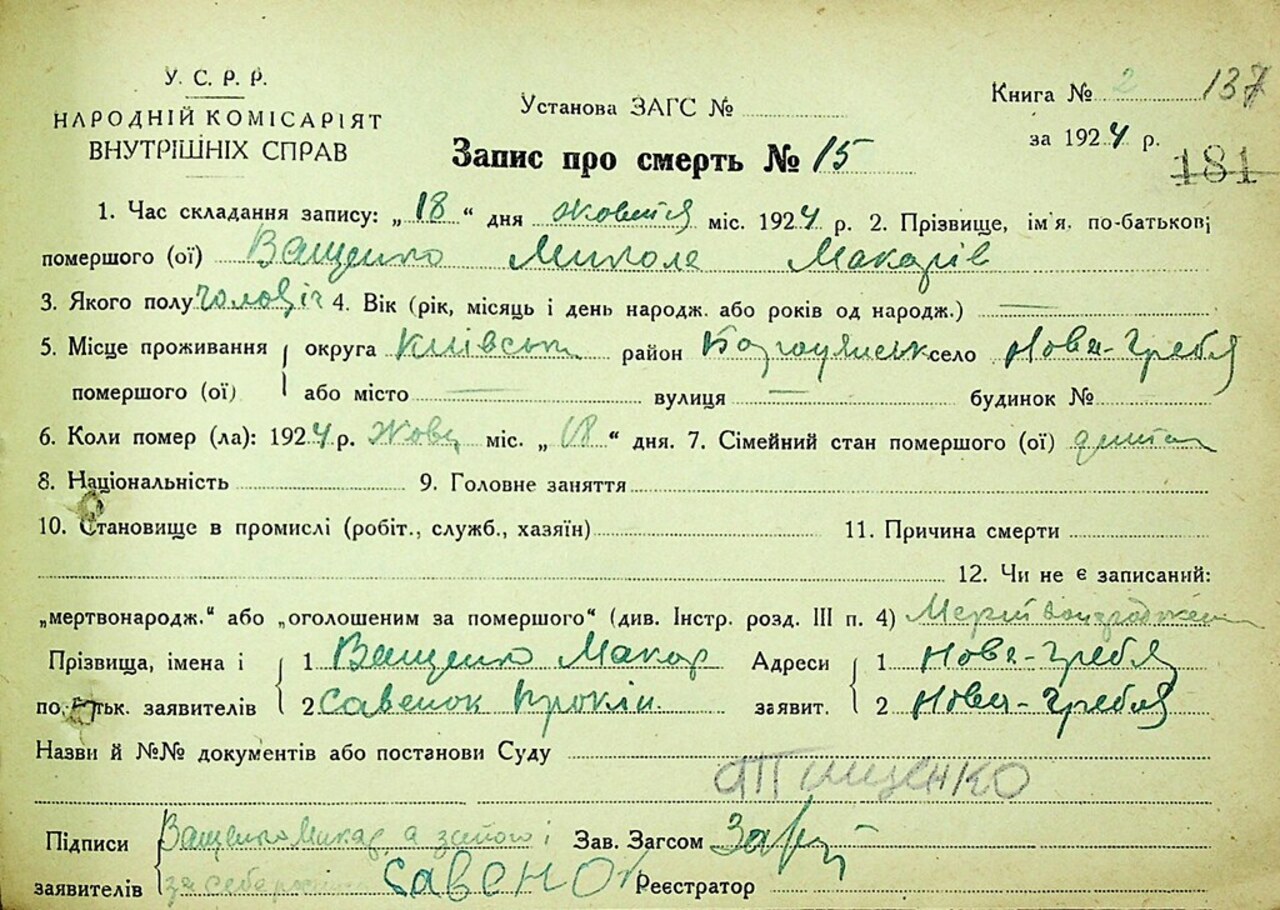 У. С. Р. Р.
НАРОДНІЙ КОМІСАРІЯТ
ВНУТРІШНІХ СПРАВ
Установа ЗАГС №
Запис про смерть № 15
Книга № 2 137
за 1924 р.
181
1. Час складання запису: „ 18 “ дня жовтня міс. 1924 р. 2. Прізвище, ім'я, по-батькові
помершого (ої) Ващенко Микола Макарів
3. Якого полу чоловіч 4. Вік (рік, місяць і день народж. або років од народж.)
5. Місце проживання округа Київськ район село Нова-Гребля
помершого (ої) або місто вулиця будинок №
6. Коли помер (ла): 1924 р. Жовт міс. „ 18 “ дня. 7. Сімейний стан помершого (ої) дитин
8. Національність 9. Головне заняття
10. Становище в промислі (робіт., служб., хазяїн) 11. Причина смерти
12. Чи не є записаний:
„мертвонародж.“ або „оголошеним за помершого“ (див. Інстр. розд. III п. 4)
Прізвища, імена і 1 Ващенко Макар Адреси 1 Нова-Гребля
по-батьк. заявителів 2 Савенок Прокіп заявит. 2 Нова-Гребля
Назви й №№ документів або постанови Суду
Тищенко
Підписи Ващенко Макар а за його і Зав. Загсом
заявителів за себе Савенок Реєстратор